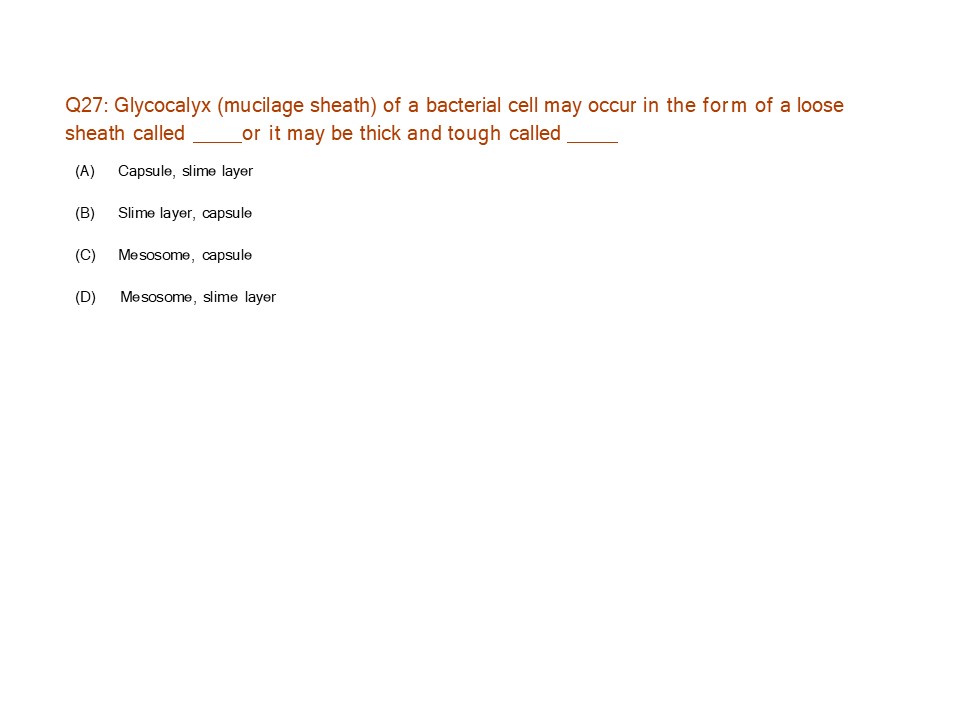 Q27: Glycocalyx (mucilage sheath) of a bacterial cell may occur in the form of a loose
sheath called _____or it may be thick and tough called _____
(A) Capsule, slime layer
(B) Slime layer, capsule
(C) Mesosome, capsule
(D) Mesosome, slime layer